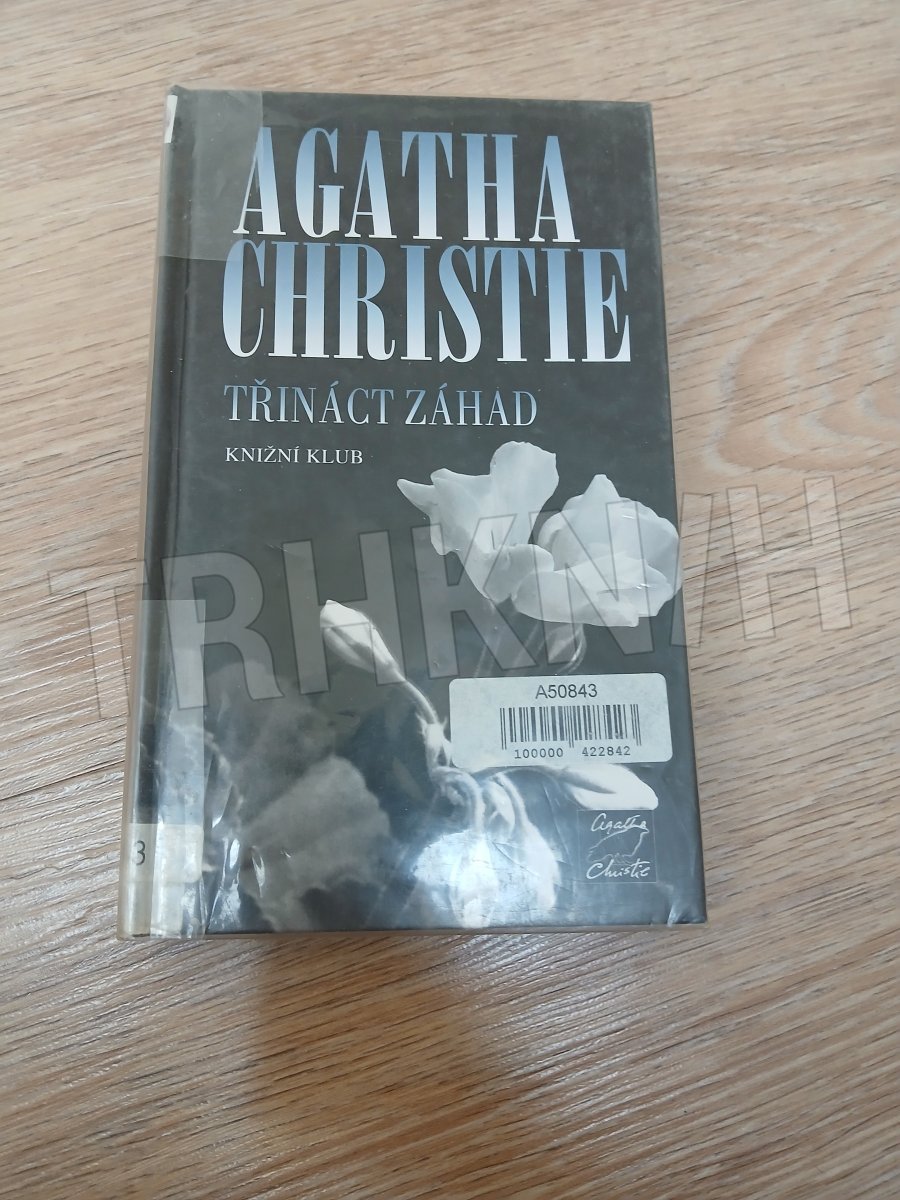 AGATHA
CHRISTIE
TŘINÁCT ZÁHAD
KNIŽNÍ KLUB
TRHKNIH
A50843
100000 422842
Agatha
Christie
3